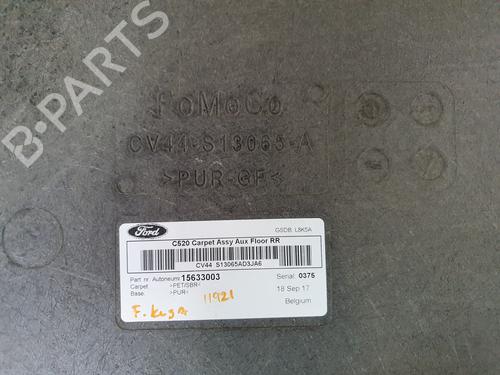 B-PARTS
FoMoCo
CV44-S13065-A
>PUR-GF<
Ford
GSDB: L8K5A
C520 Carpet Assy Aux Floor RR
CV44 S13065AD3JA6
Part nr. Autoneum 15633003
Serial 0375
Carpet: >PET/SBR<
Base: >PUR<
18 Sep 17
Belgium
11921
F. Kuga